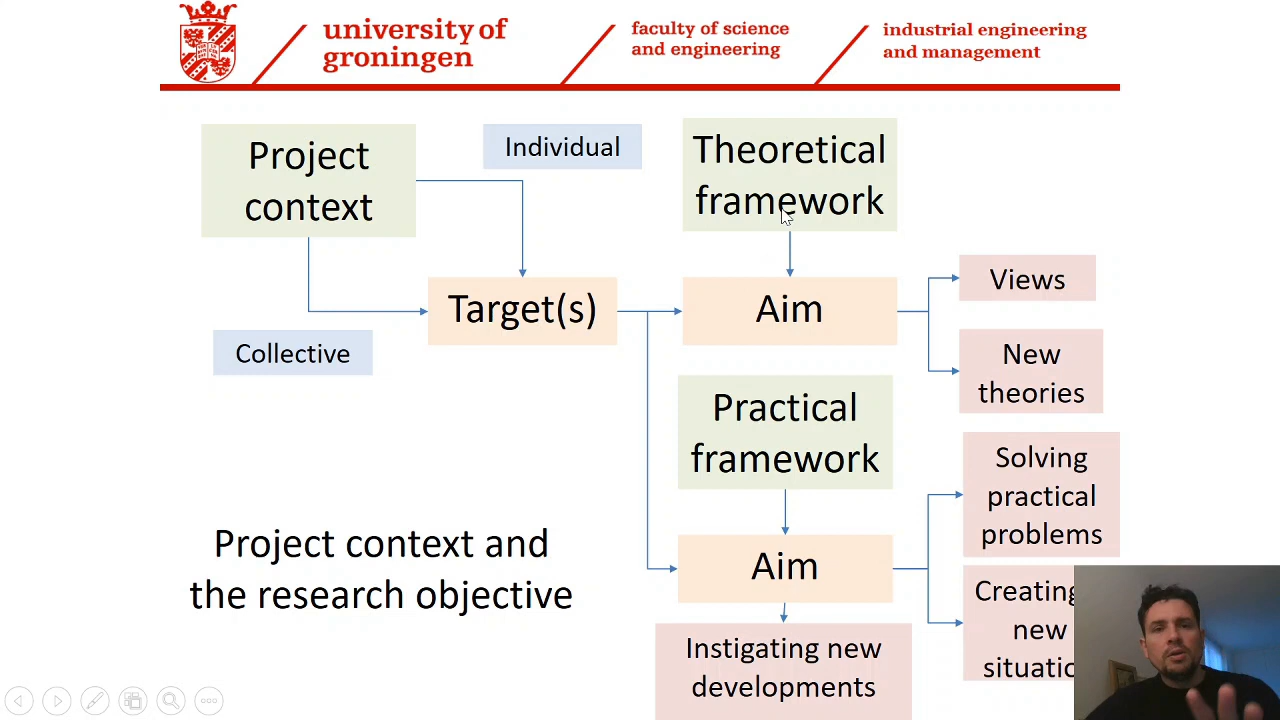 university of
groningen
faculty of science
and engineering
industrial engineering
and management
Project
context
Individual
Theoretical
framework
Target(s)
Aim
Views
Collective
New
theories
Practical
framework
Solving
practical
problems
Project context and
the research objective
Aim
Creating
new
Instigating new
developments